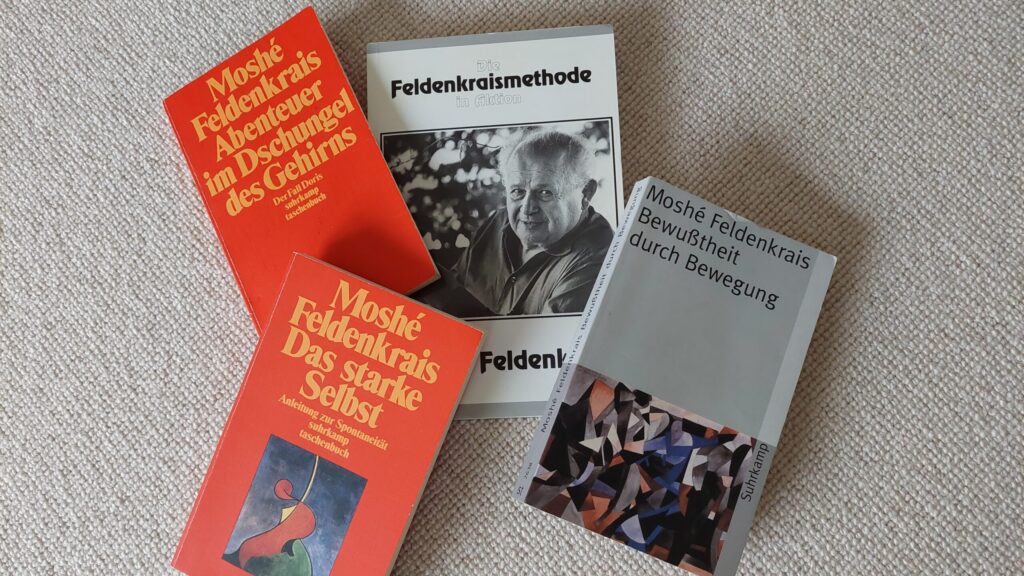 Moshé
Feldenkrais
Abenteuer
im Dschungel
des Gehirns
Der Fall Doris
suhrkamp
taschenbuch
Die
Feldenkraismethode
in Aktion
Feldenk
Moshé
Feldenkrais
Das starke
Selbst
Anleitung zur Spontaneität
suhrkamp
taschenbuch
Moshé Feldenkrais
Bewußtheit
durch Bewegung
Suhrkamp
Moshé Feldenkrais Bewußtheit durch Bewegung